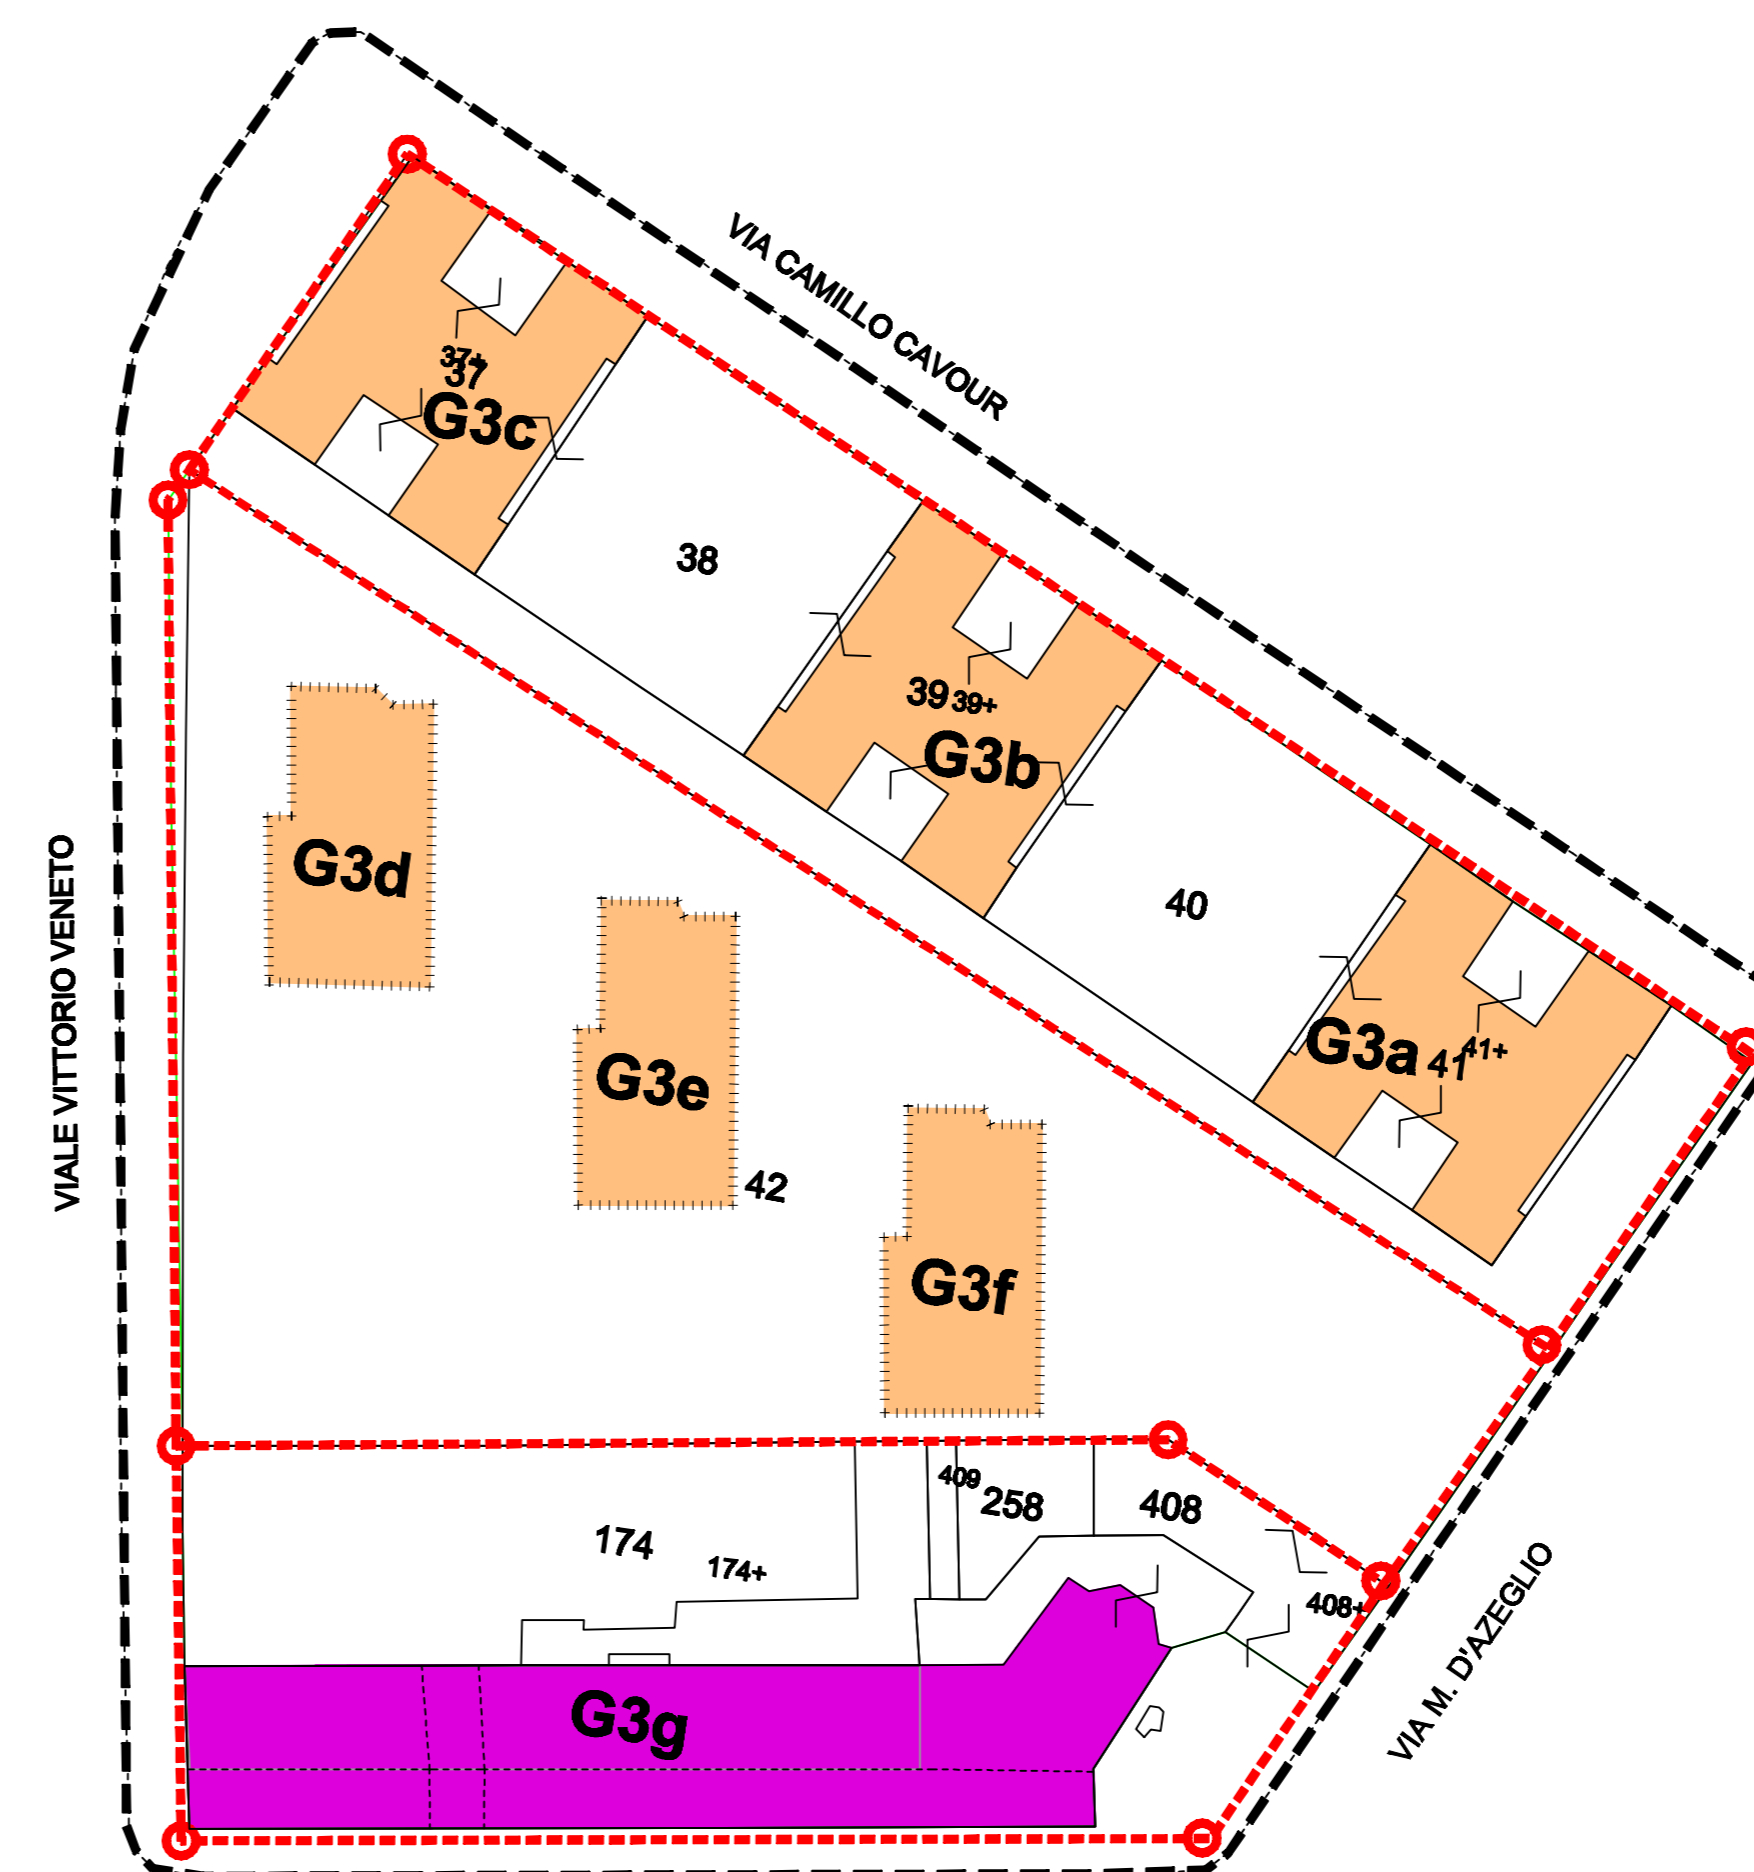 VIA CAMILLO CAVOUR
37+
37
G3c
38
39 39+
G3b
40
G3a 41 41+
VIALE VITTORIO VENETO
G3d
G3e
42
G3f
409
258
408
174
174+
408+
VIA M. D'AZEGLIO
G3g